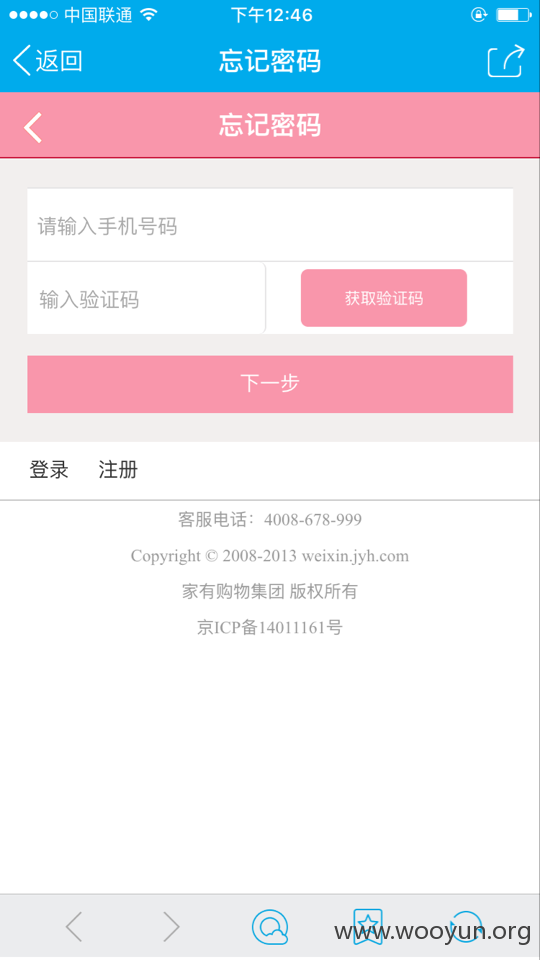 中国联通 下午12:46
返回 忘记密码
忘记密码
请输入手机号码
输入验证码 获取验证码
下一步
登录 注册
客服电话：4008-678-999
Copyright © 2008-2013 weixin.jyh.com
家有购物集团 版权所有
京ICP备14011161号
www.wooyun.org